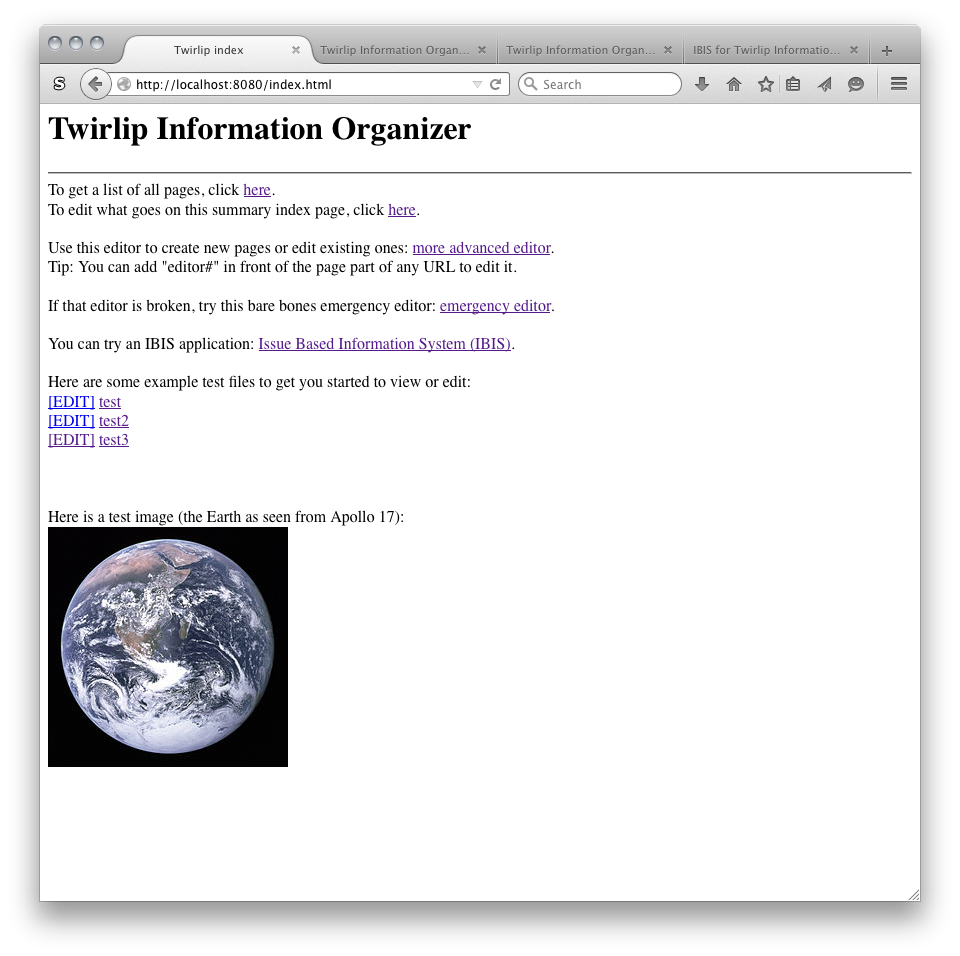 Twirlip index
Twirlip Information Organ...
Twirlip Information Organ...
IBIS for Twirlip Informatio...
S
http://localhost:8080/index.html
Search
Twirlip Information Organizer
To get a list of all pages, click here.
To edit what goes on this summary index page, click here.
Use this editor to create new pages or edit existing ones: more advanced editor.
Tip: You can add "editor#" in front of the page part of any URL to edit it.
If that editor is broken, try this bare bones emergency editor: emergency editor.
You can try an IBIS application: Issue Based Information System (IBIS).
Here are some example test files to get you started to view or edit:
[EDIT] test
[EDIT] test2
[EDIT] test3
Here is a test image (the Earth as seen from Apollo 17):